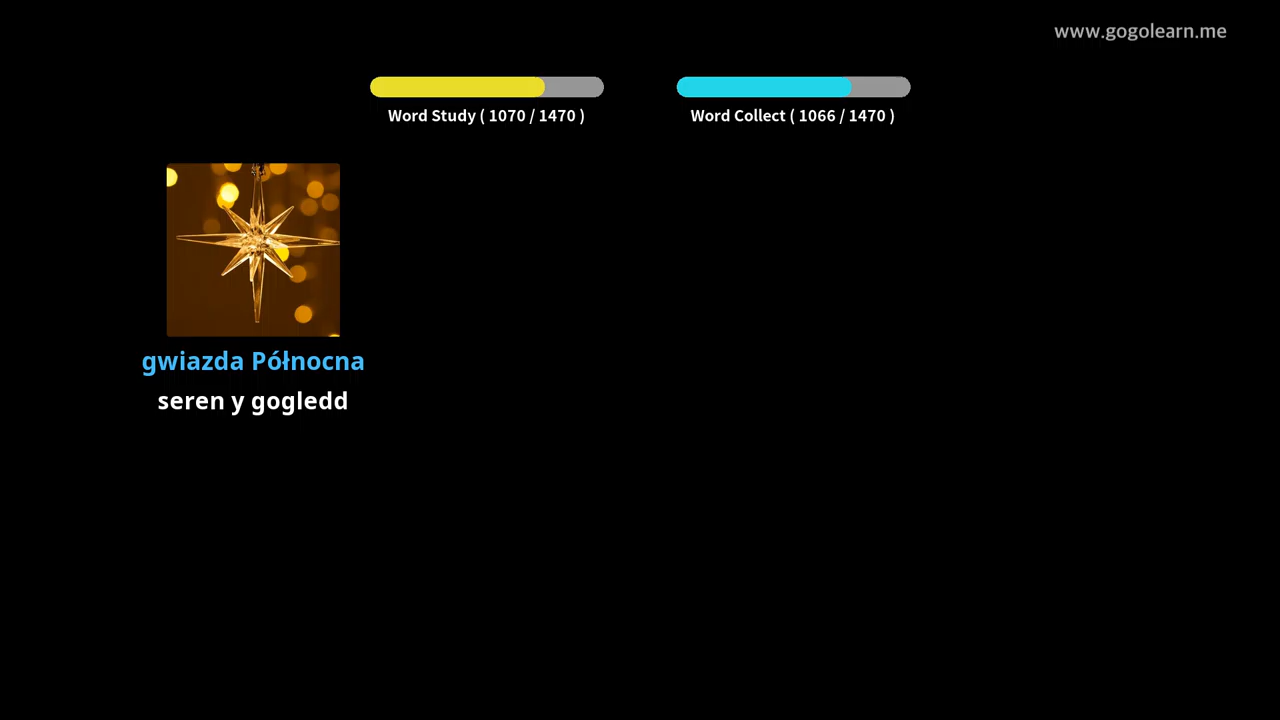 www.gogolearn.me
Word Study ( 1070 / 1470 )
Word Collect ( 1066 / 1470 )
gwiazda Północna
seren y gogledd